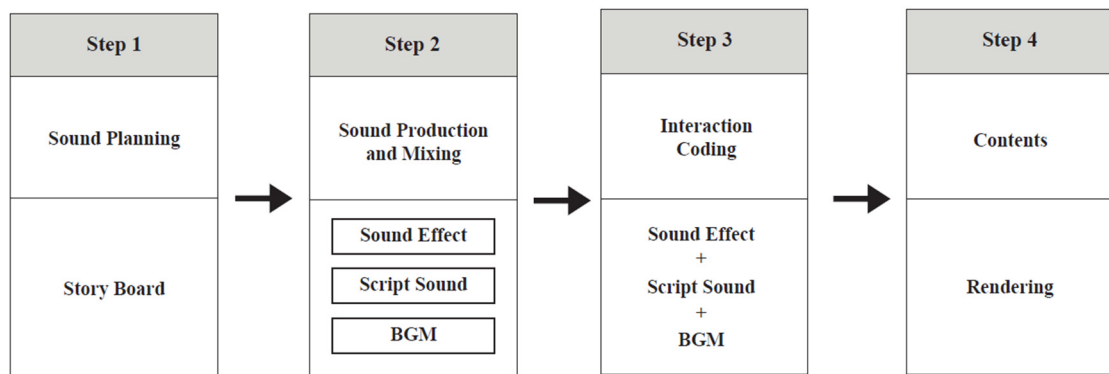 Step 1
Sound Planning
Story Board
Step 2
Sound Production
and Mixing
Sound Effect
Script Sound
BGM
Step 3
Interaction
Coding
Sound Effect
+
Script Sound
+
BGM
Step 4
Contents
Rendering